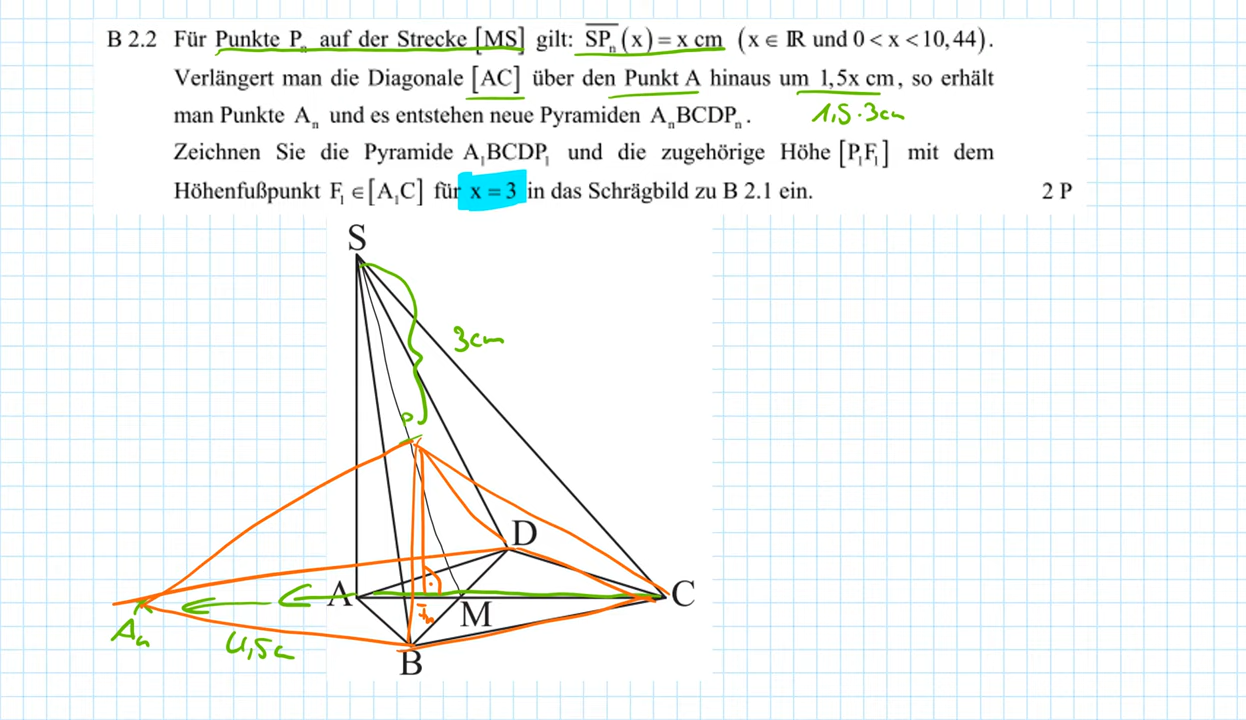 B 2.2 Für Punkte Pₙ auf der Strecke [MS] gilt: S̅P̅ₙ(x) = x cm (x ∈ ℝ und 0 < x < 10,44).
Verlängert man die Diagonale [AC] über den Punkt A hinaus um 1,5x cm, so erhält
man Punkte Aₙ und es entstehen neue Pyramiden AₙBCDPₙ.
1,5·3cm
Zeichnen Sie die Pyramide A₁BCDP₁ und die zugehörige Höhe [P₁F₁] mit dem
Höhenfußpunkt F₁ ∈ [A₁C] für x = 3 in das Schrägbild zu B 2.1 ein. 2 P
S
3cm
P
D
A
C
M
Aₙ
4,5c
B